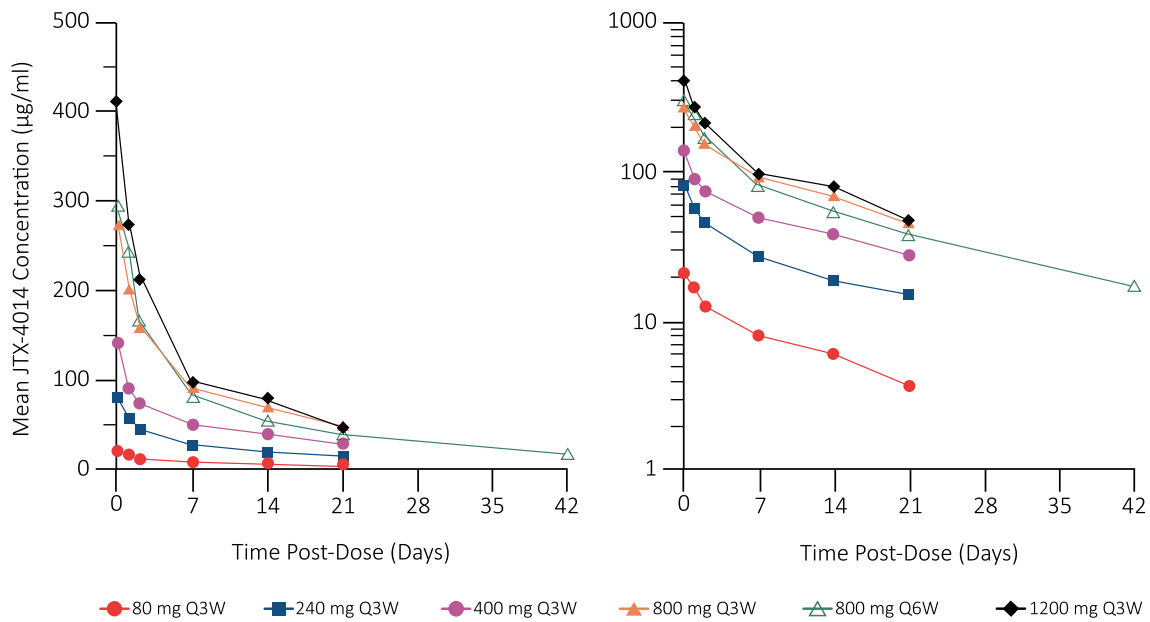 Mean JTX-4014 Concentration (μg/ml)
500
400
300
200
100
0
0 7 14 21 28 35 42
Time Post-Dose (Days)
1000
100
10
1
0 7 14 21 28 35 42
Time Post-Dose (Days)
80 mg Q3W 240 mg Q3W 400 mg Q3W 800 mg Q3W 800 mg Q6W 1200 mg Q3W